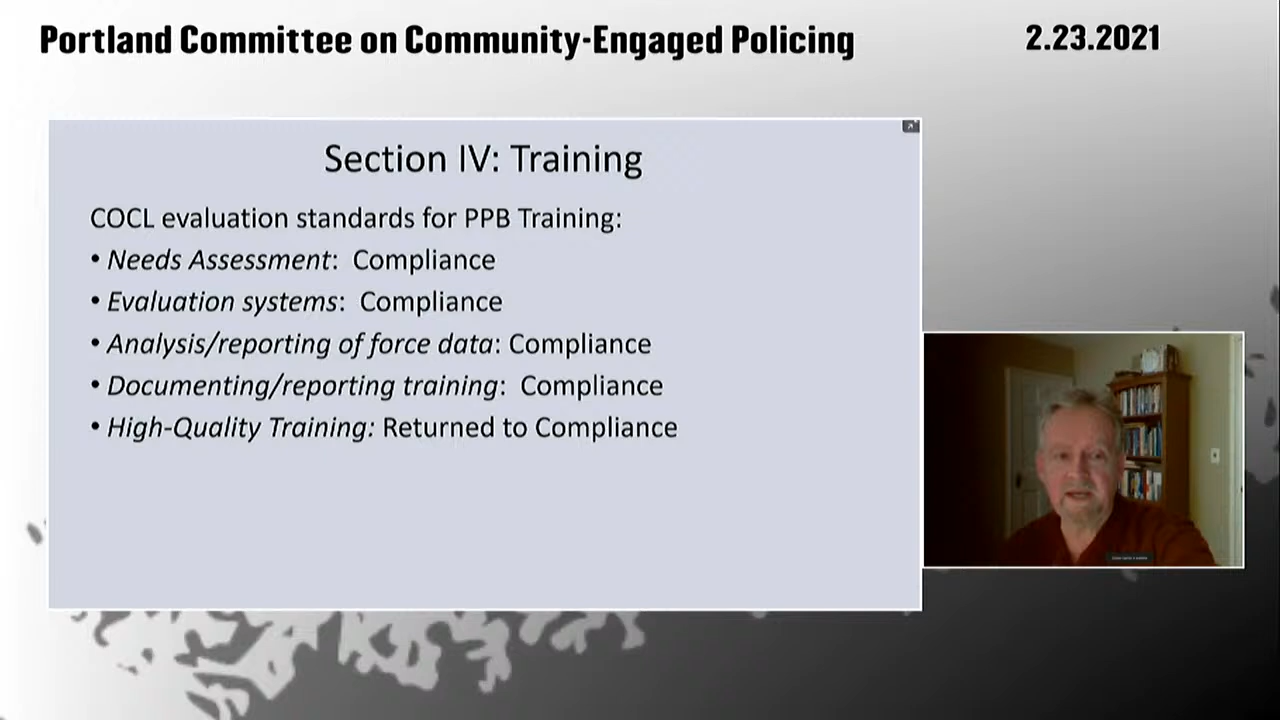 Portland Committee on Community-Engaged Policing
2.23.2021
Section IV: Training
COCL evaluation standards for PPB Training:
• Needs Assessment: Compliance
• Evaluation systems: Compliance
• Analysis/reporting of force data: Compliance
• Documenting/reporting training: Compliance
• High-Quality Training: Returned to Compliance